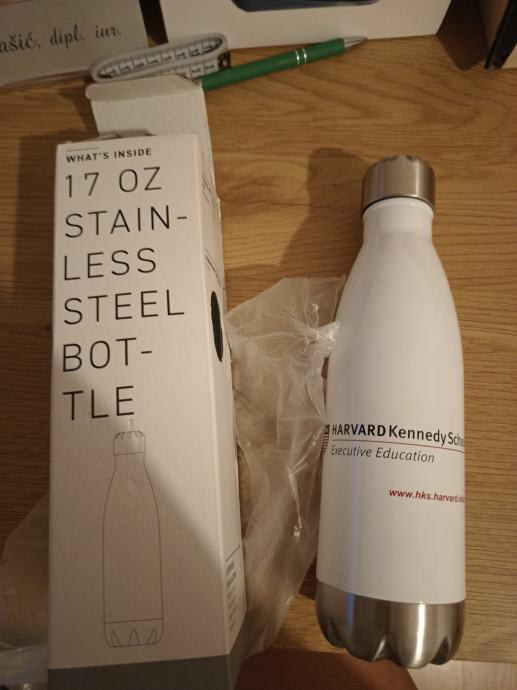 ašić, dipl. iur.
WHAT'S INSIDE
17 OZ
STAIN-
LESS
STEEL
BOT-
TLE
HARVARD Kennedy Sch
Executive Education
www.hks.harvard.ed